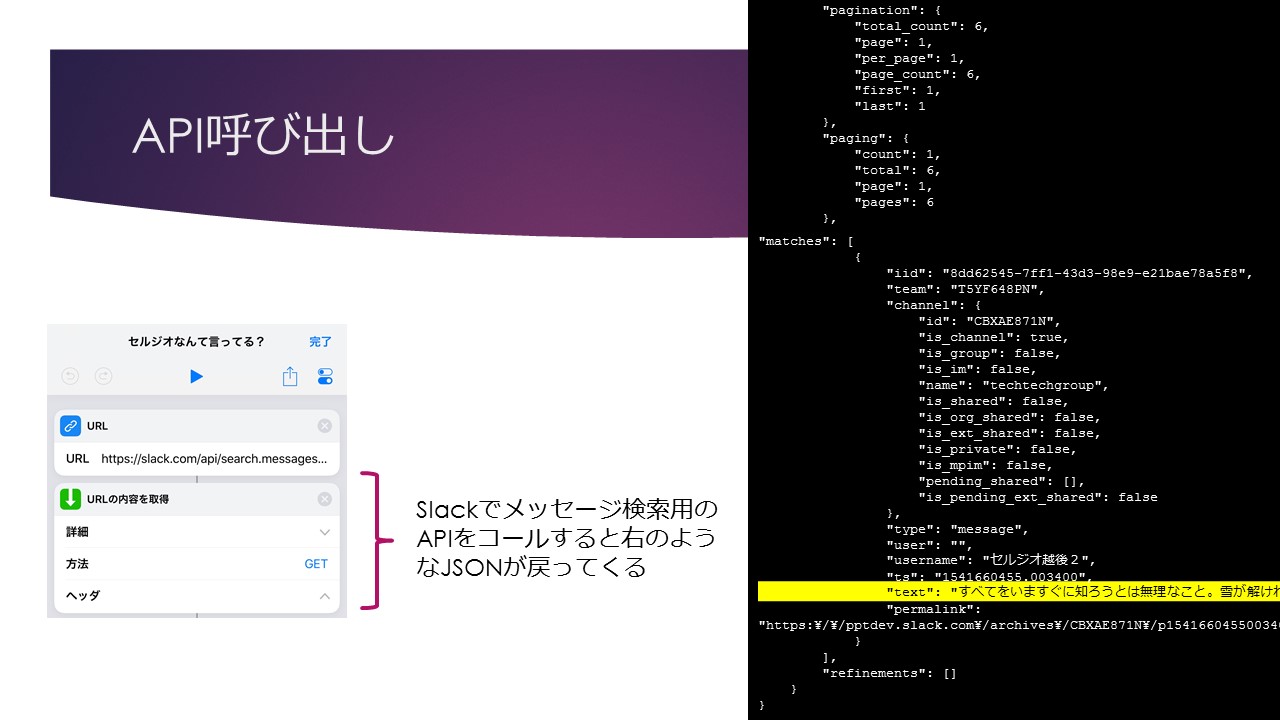 API呼び出し
セルジオなんて言ってる？
完了
URL
URL https://slack.com/api/search.messages...
URLの内容を取得
詳細
方法 GET
ヘッダ
Slackでメッセージ検索用の
APIをコールすると右のよう
なJSONが戻ってくる
"pagination": {
"total_count": 6,
"page": 1,
"per_page": 1,
"page_count": 6,
"first": 1,
"last": 1
},
"paging": {
"count": 1,
"total": 6,
"page": 1,
"pages": 6
},
"matches": [
{
"iid": "8dd62545-7ff1-43d3-98e9-e21bae78a5f8",
"team": "T5YF648PN",
"channel": {
"id": "CBXAE871N",
"is_channel": true,
"is_group": false,
"is_im": false,
"name": "techtechgroup",
"is_shared": false,
"is_org_shared": false,
"is_ext_shared": false,
"is_private": false,
"is_mpim": false,
"pending_shared": [],
"is_pending_ext_shared": false
},
"type": "message",
"user": "",
"username": "セルジオ越後２",
"ts": "1541660455.003400",
"text": "すべてをいますぐに知ろうとは無理なこと。雪が解けれ
"permalink":
"https:¥/¥/pptdev.slack.com¥/archives¥/CBXAE871N¥/p154166045500340
}
],
"refinements": []
}
}